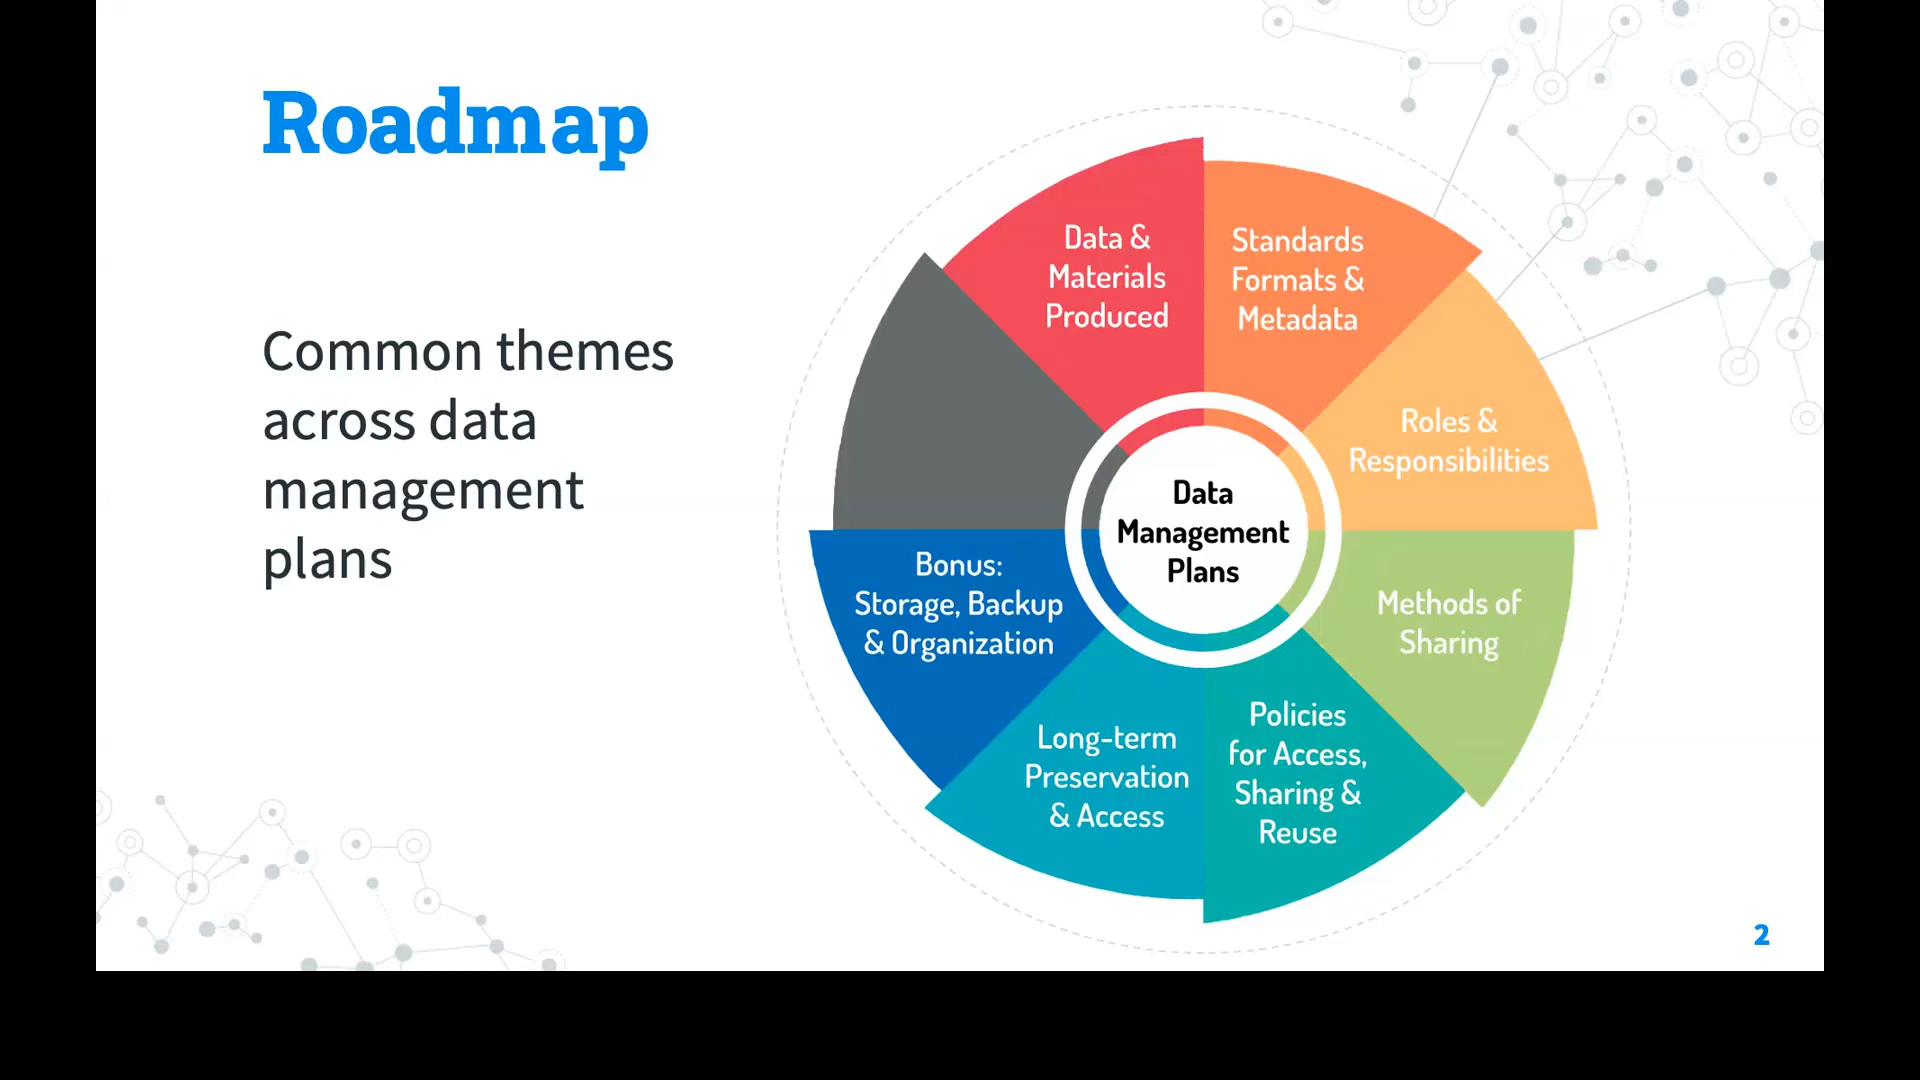 Roadmap
Common themes
across data
management
plans
Data &
Materials
Produced
Standards
Formats &
Metadata
Roles &
Responsibilities
Methods of
Sharing
Policies
for Access,
Sharing &
Reuse
Long-term
Preservation
& Access
Bonus:
Storage, Backup
& Organization
Data
Management
Plans
2